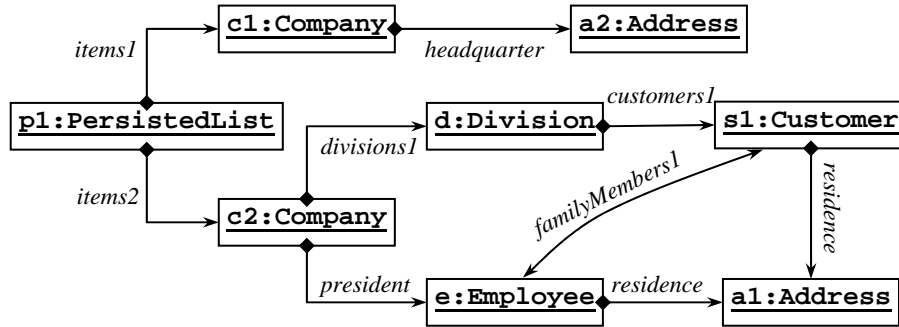 c1:Company
a2:Address
items1
headquarter
p1:PersistedList
d:Division
customers1
s1:Customer
divisions1
items2
familyMembers1
residence
c2:Company
president
e:Employee
residence
a1:Address